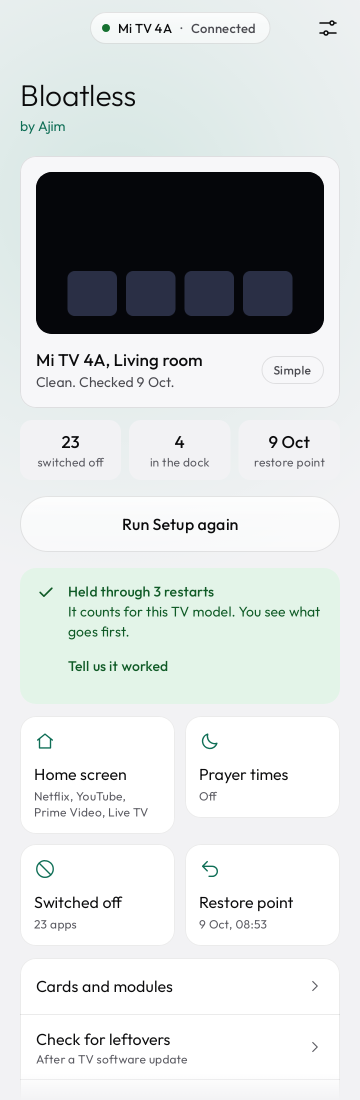 Mi TV 4A · Connected
Bloatless
by Ajim
Mi TV 4A, Living room
Clean. Checked 9 Oct.
Simple
23
switched off
4
in the dock
9 Oct
restore point
Run Setup again
Held through 3 restarts
It counts for this TV model. You see what
goes first.
Tell us it worked
Home screen
Netflix, YouTube,
Prime Video, Live TV
Prayer times
Off
Switched off
23 apps
Restore point
9 Oct, 08:53
Cards and modules
Check for leftovers
After a TV software update